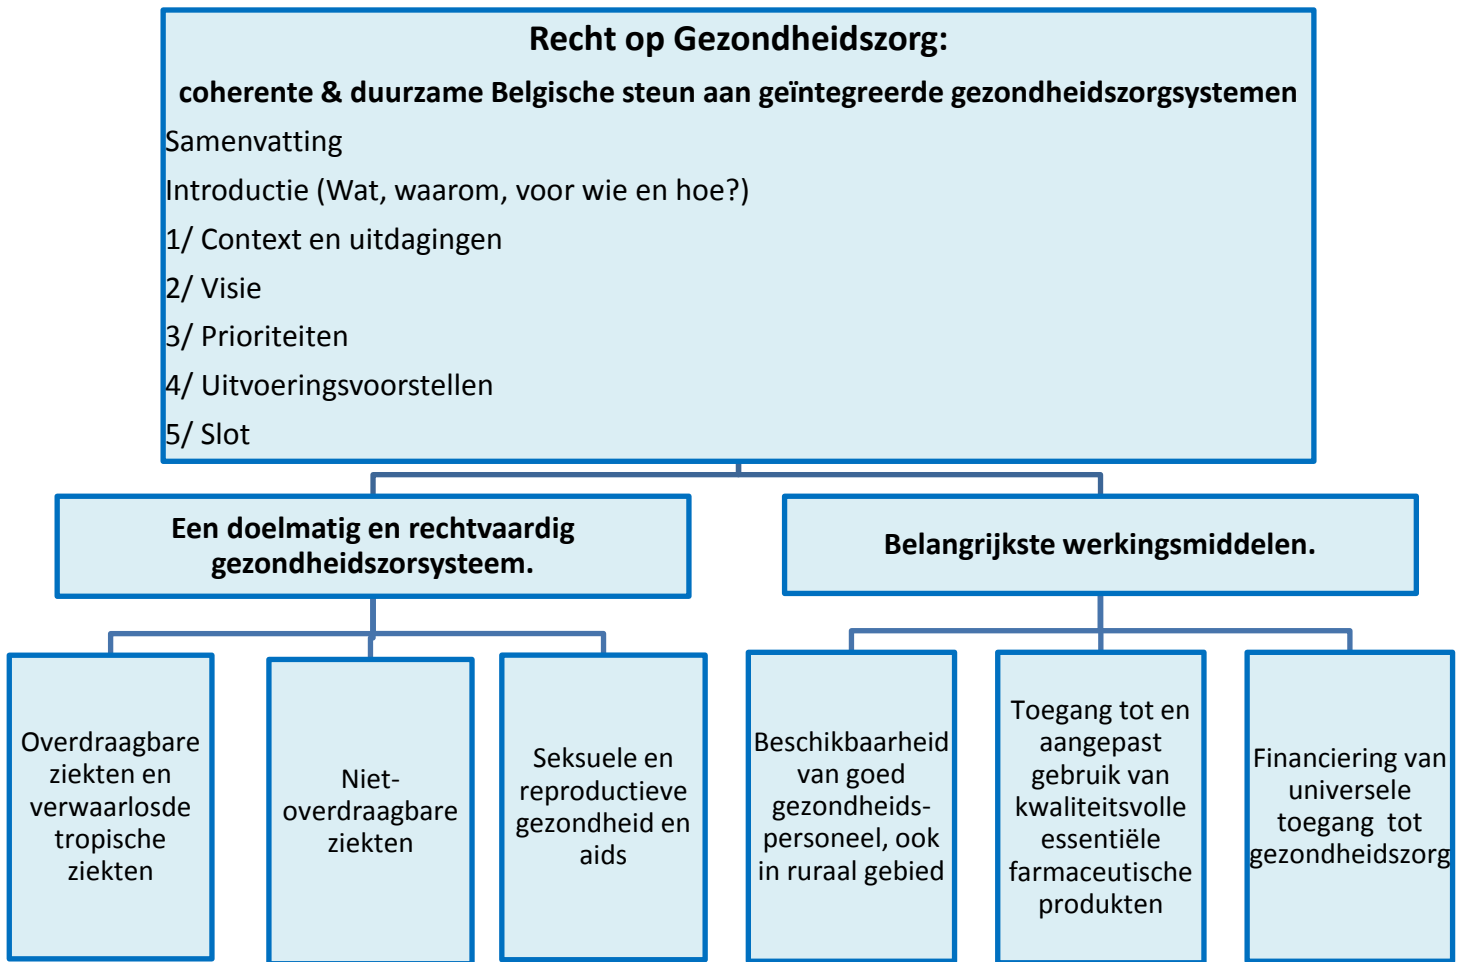 Recht op Gezondheidszorg:
coherente & duurzame Belgische steun aan geïntegreerde gezondheidszorgsystemen
Samenvatting
Introductie (Wat, waarom, voor wie en hoe?)
1/ Context en uitdagingen
2/ Visie
3/ Prioriteiten
4/ Uitvoeringsvoorstellen
5/ Slot
Een doelmatig en rechtvaardig
gezondheidszorsysteem.
Belangrijkste werkingsmiddelen.
Overdraagbare
ziekten en
verwaarlosde
tropische
ziekten
Niet-
overdraagbare
ziekten
Seksuele en
reproductieve
gezondheid en
aids
Beschikbaarheid
van goed
gezondheids-
personeel, ook
in ruraal gebied
Toegang tot en
aangepast
gebruik van
kwaliteitsvolle
essentiële
farmaceutische
produkten
Financiering van
universele
toegang tot
gezondheidszorg